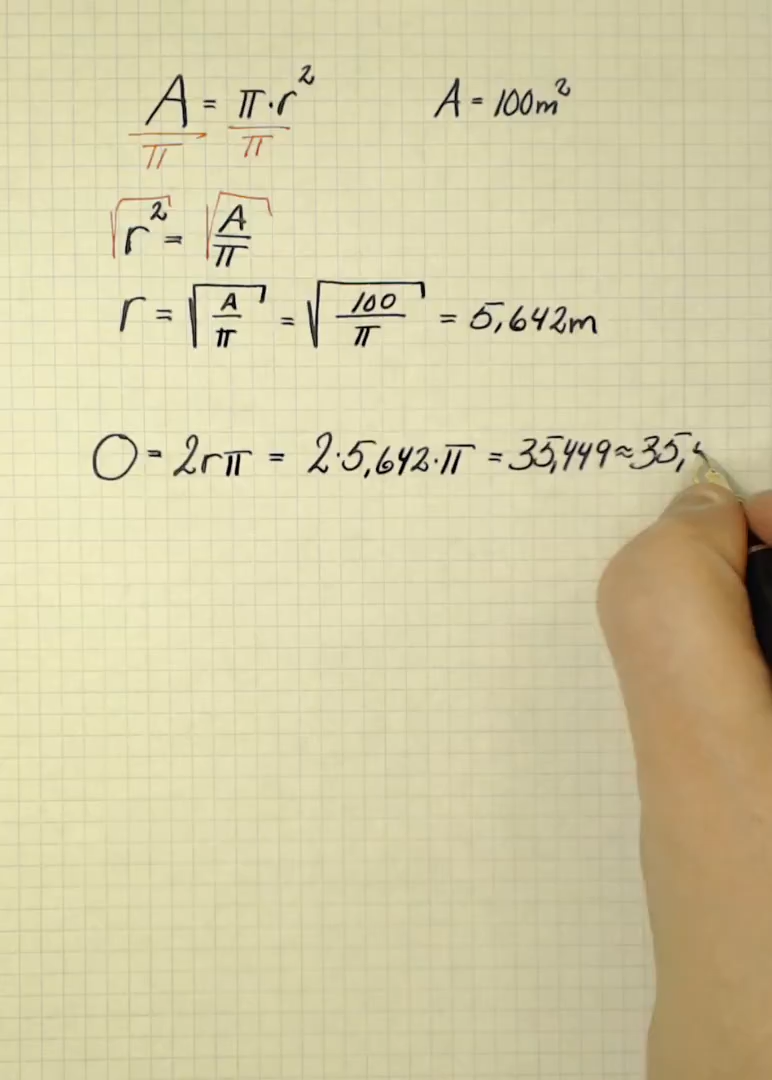 A = π·r² A = 100m²
π π
√r² = √A/π
r = √A/π = √100/π = 5,642m
O = 2rπ = 2·5,642·π = 35,449≈35,